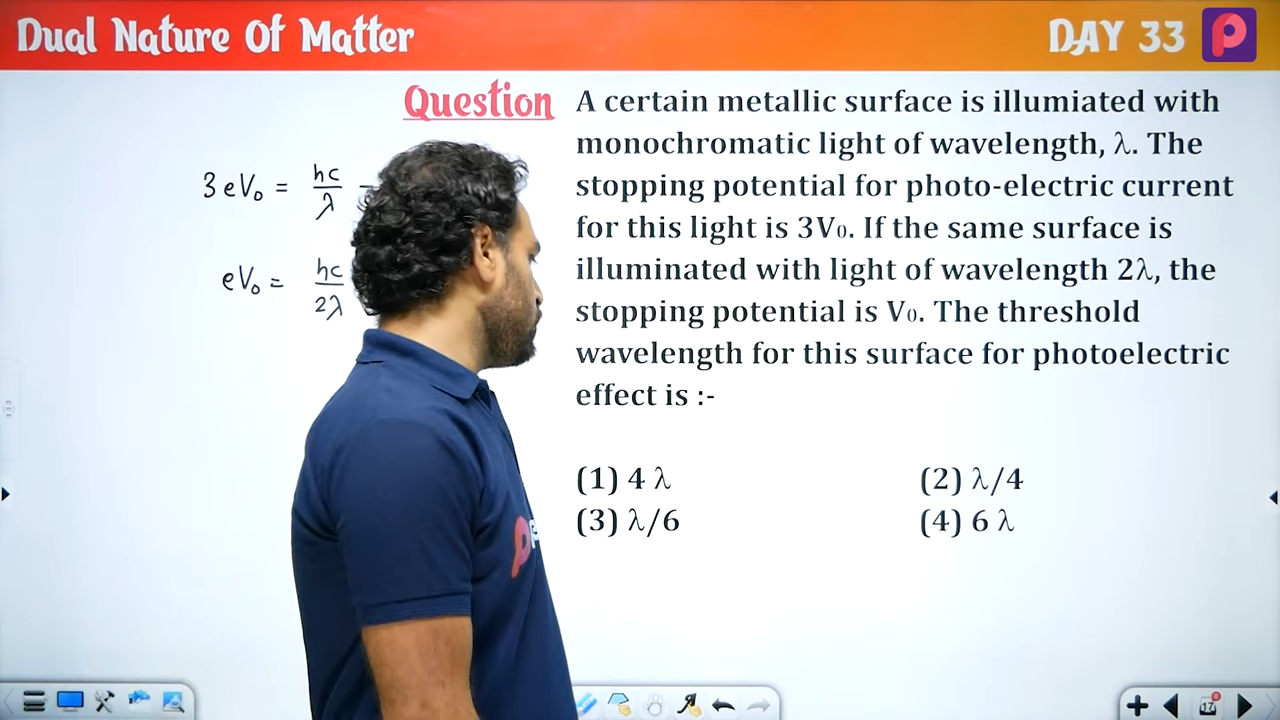 Dual Nature Of Matter
DAY 33
Question
A certain metallic surface is illumiated with
monochromatic light of wavelength, λ. The
stopping potential for photo-electric current
for this light is 3V₀. If the same surface is
illuminated with light of wavelength 2λ, the
stopping potential is V₀. The threshold
wavelength for this surface for photoelectric
effect is :-
(1) 4 λ
(2) λ/4
(3) λ/6
(4) 6 λ
3 eV₀ = hc/λ -
eV₀ = hc/2λ
17